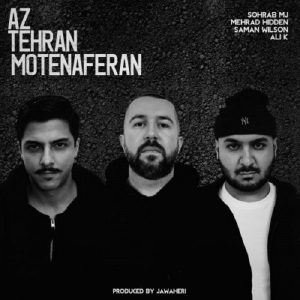 AZ
TEHRAN
MOTENAFERAN
SOHRAB MJ
MEHRAD HIDDEN
SAMAN WILSON
ALI K
NY
PRODUCED BY JAWAHERI